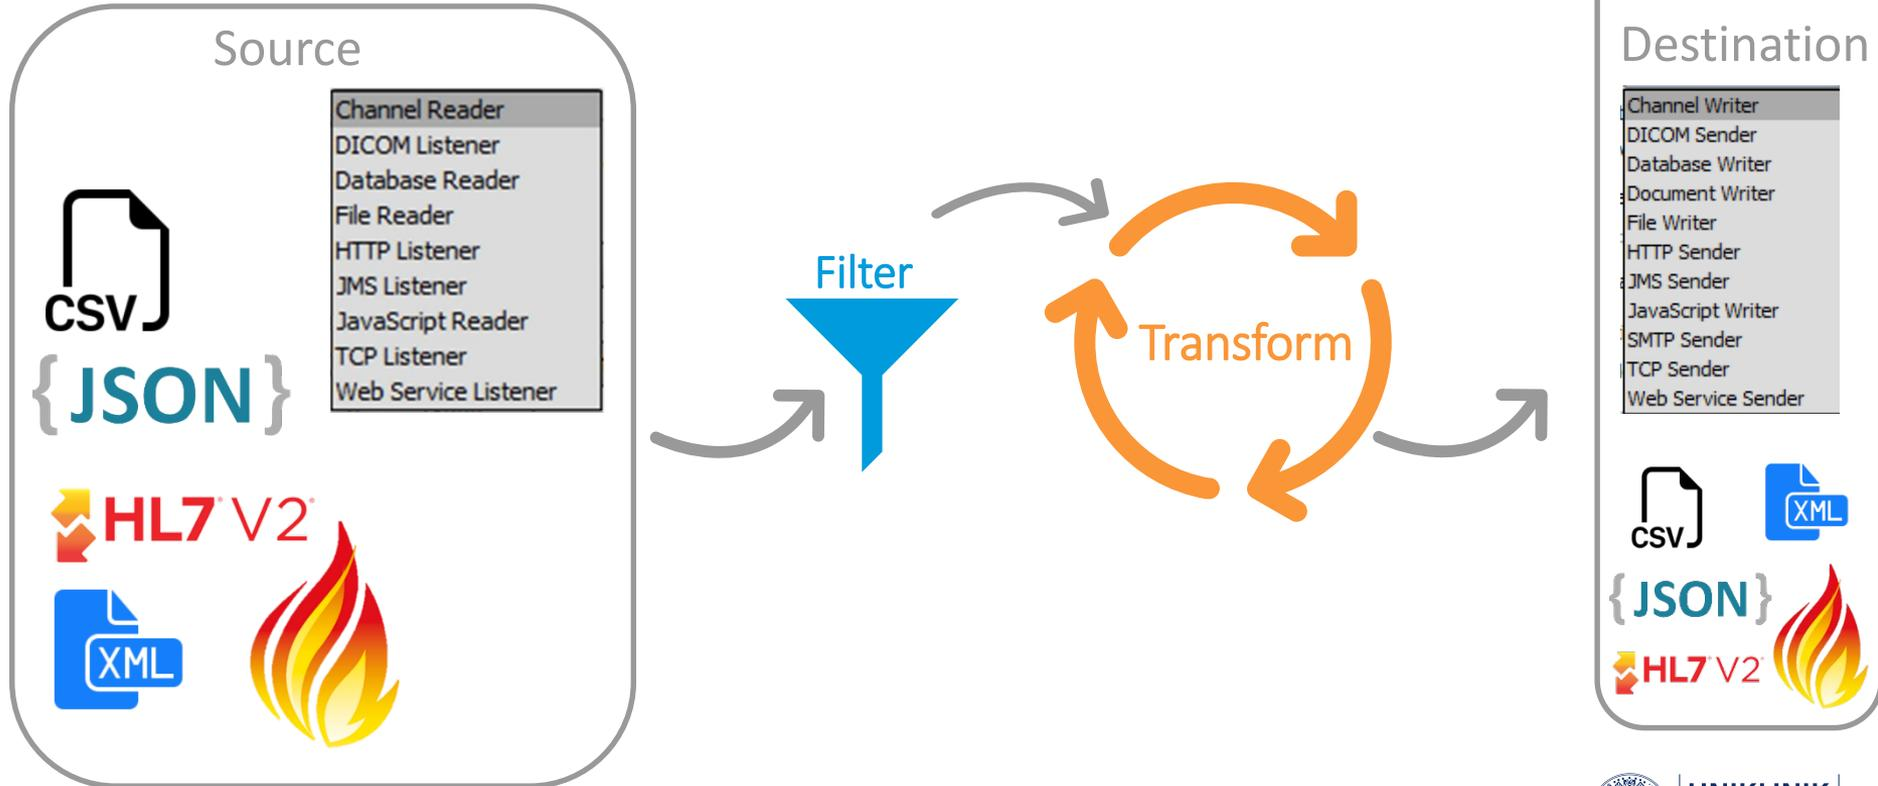 Source
Channel Reader
DICOM Listener
Database Reader
File Reader
HTTP Listener
JMS Listener
JavaScript Reader
TCP Listener
Web Service Listener
CSV
{JSON}
HL7 V2
XML
Filter
Transform
Destination
Channel Writer
DICOM Sender
Database Writer
Document Writer
File Writer
HTTP Sender
JMS Sender
JavaScript Writer
SMTP Sender
TCP Sender
Web Service Sender
CSV
XML
{JSON}
HL7 V2
UNIKLINIK